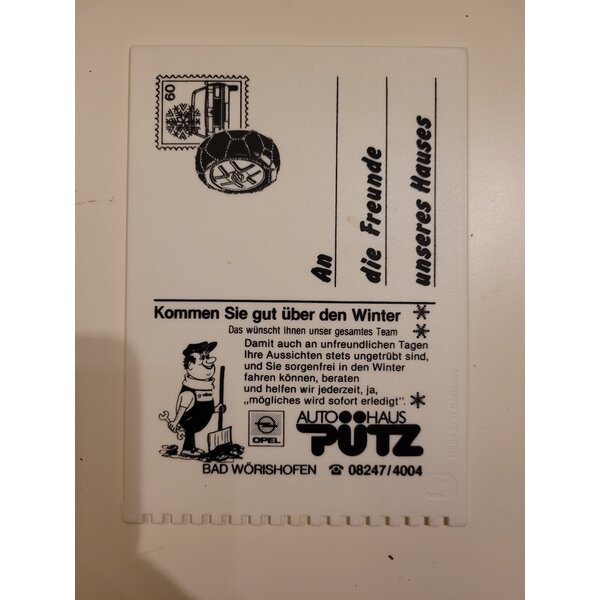 60
An
die Freunde
unseres Hauses
Kommen Sie gut über den Winter
Das wünscht Ihnen unser gesamtes Team
Damit auch an unfreundlichen Tagen
Ihre Aussichten stets ungetrübt sind,
und Sie sorgenfrei in den Winter
fahren können, beraten
und helfen wir jederzeit, ja,
„mögliches wird sofort erledigt".
OPEL
AUTO HAUS
PÜTZ
BAD WÖRISHOFEN ☎ 08247/4004